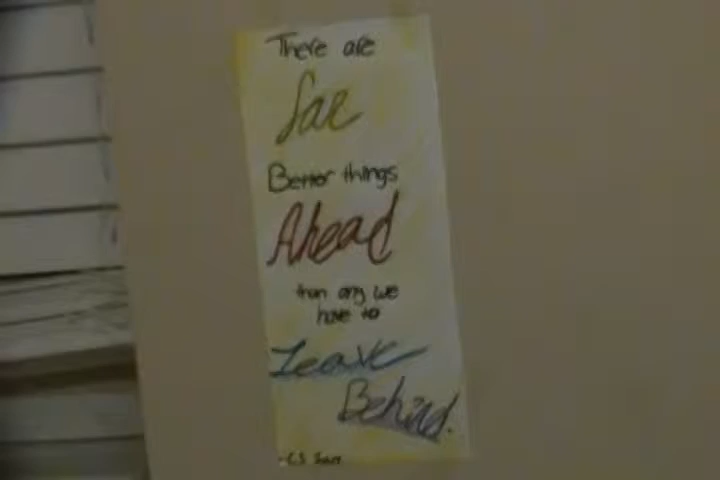 There are
far
Better things
Ahead
than any we
have to
Leave
Behind.
-C.S.